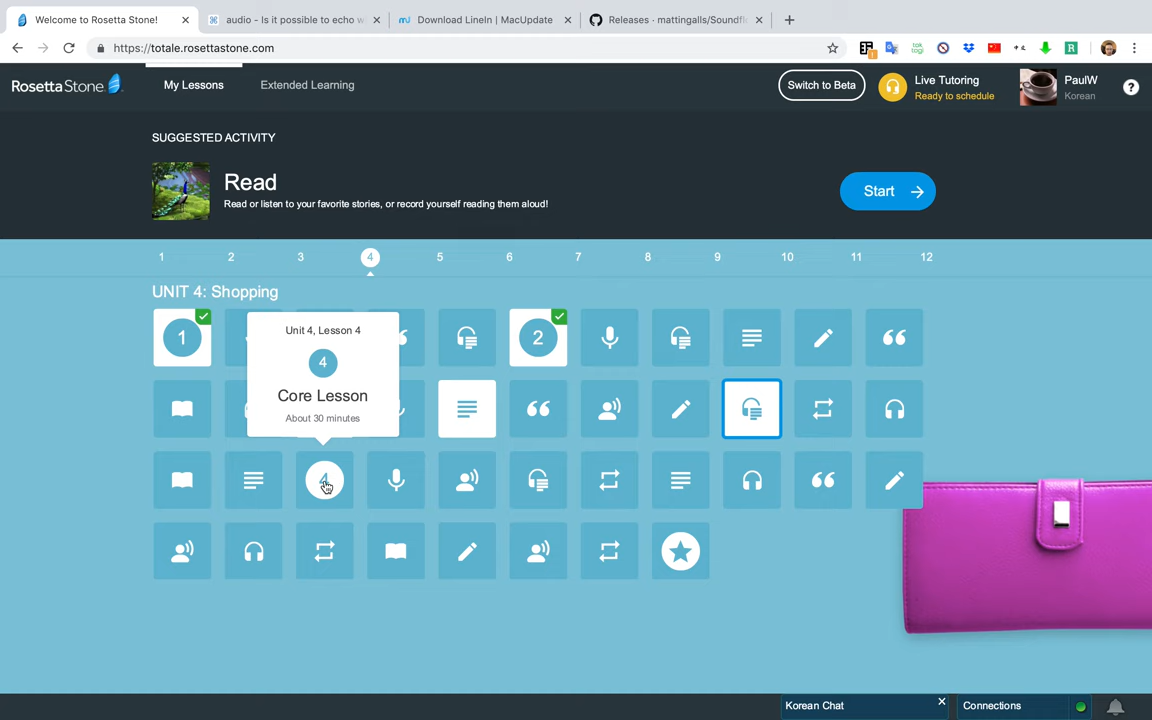 Welcome to Rosetta Stone!
audio - Is it possible to echo w
Download LineIn | MacUpdate
Releases · mattingalls/Soundfl
https://totale.rosettastone.com
RosettaStone
My Lessons
Extended Learning
Switch to Beta
Live Tutoring
Ready to schedule
PaulW
Korean
?
SUGGESTED ACTIVITY
Read
Read or listen to your favorite stories, or record yourself reading them aloud!
Start
1 2 3 4 5 6 7 8 9 10 11 12
UNIT 4: Shopping
1
2
Unit 4, Lesson 4
4
Core Lesson
About 30 minutes
4
Korean Chat
Connections